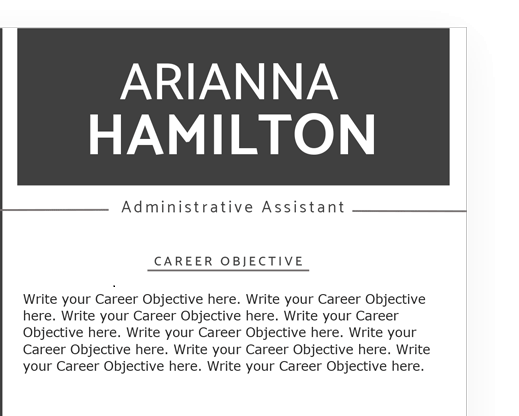 ARIANNA
HAMILTON
Administrative Assistant
CAREER OBJECTIVE
Write your Career Objective here. Write your Career Objective
here. Write your Career Objective here. Write your Career
Objective here. Write your Career Objective here. Write your
Career Objective here. Write your Career Objective here. Write
your Career Objective here. Write your Career Objective here.